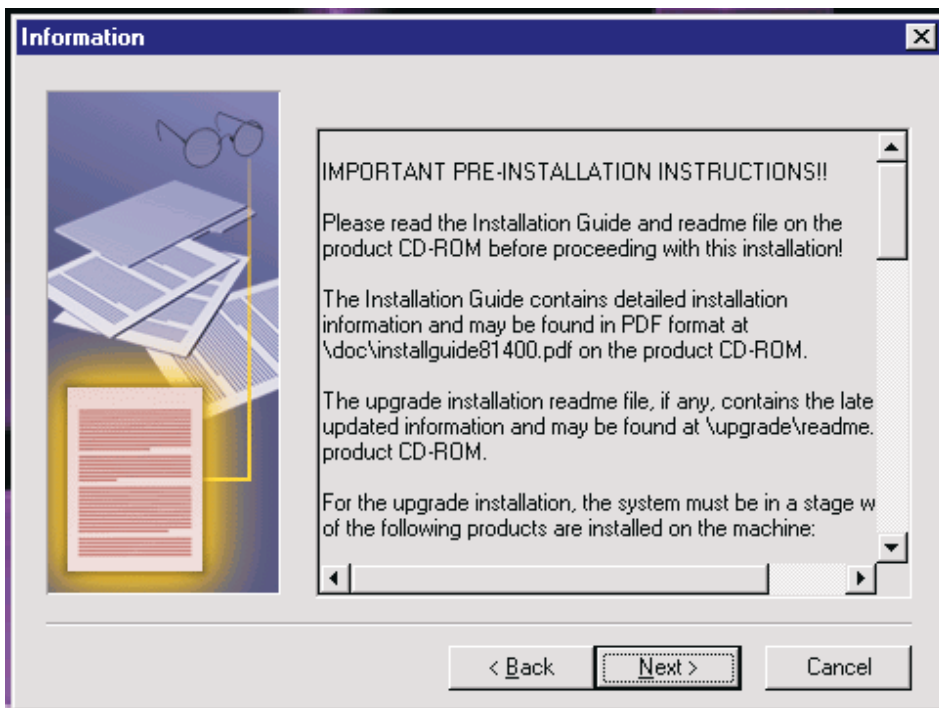 Information
IMPORTANT PRE-INSTALLATION INSTRUCTIONS!!
Please read the Installation Guide and readme file on the
product CD-ROM before proceeding with this installation!
The Installation Guide contains detailed installation
information and may be found in PDF format at
\doc\installguide81400.pdf on the product CD-ROM.
The upgrade installation readme file, if any, contains the late
updated information and may be found at \upgrade\readme.
product CD-ROM.
For the upgrade installation, the system must be in a stage w
of the following products are installed on the machine:
< Back
Next >
Cancel